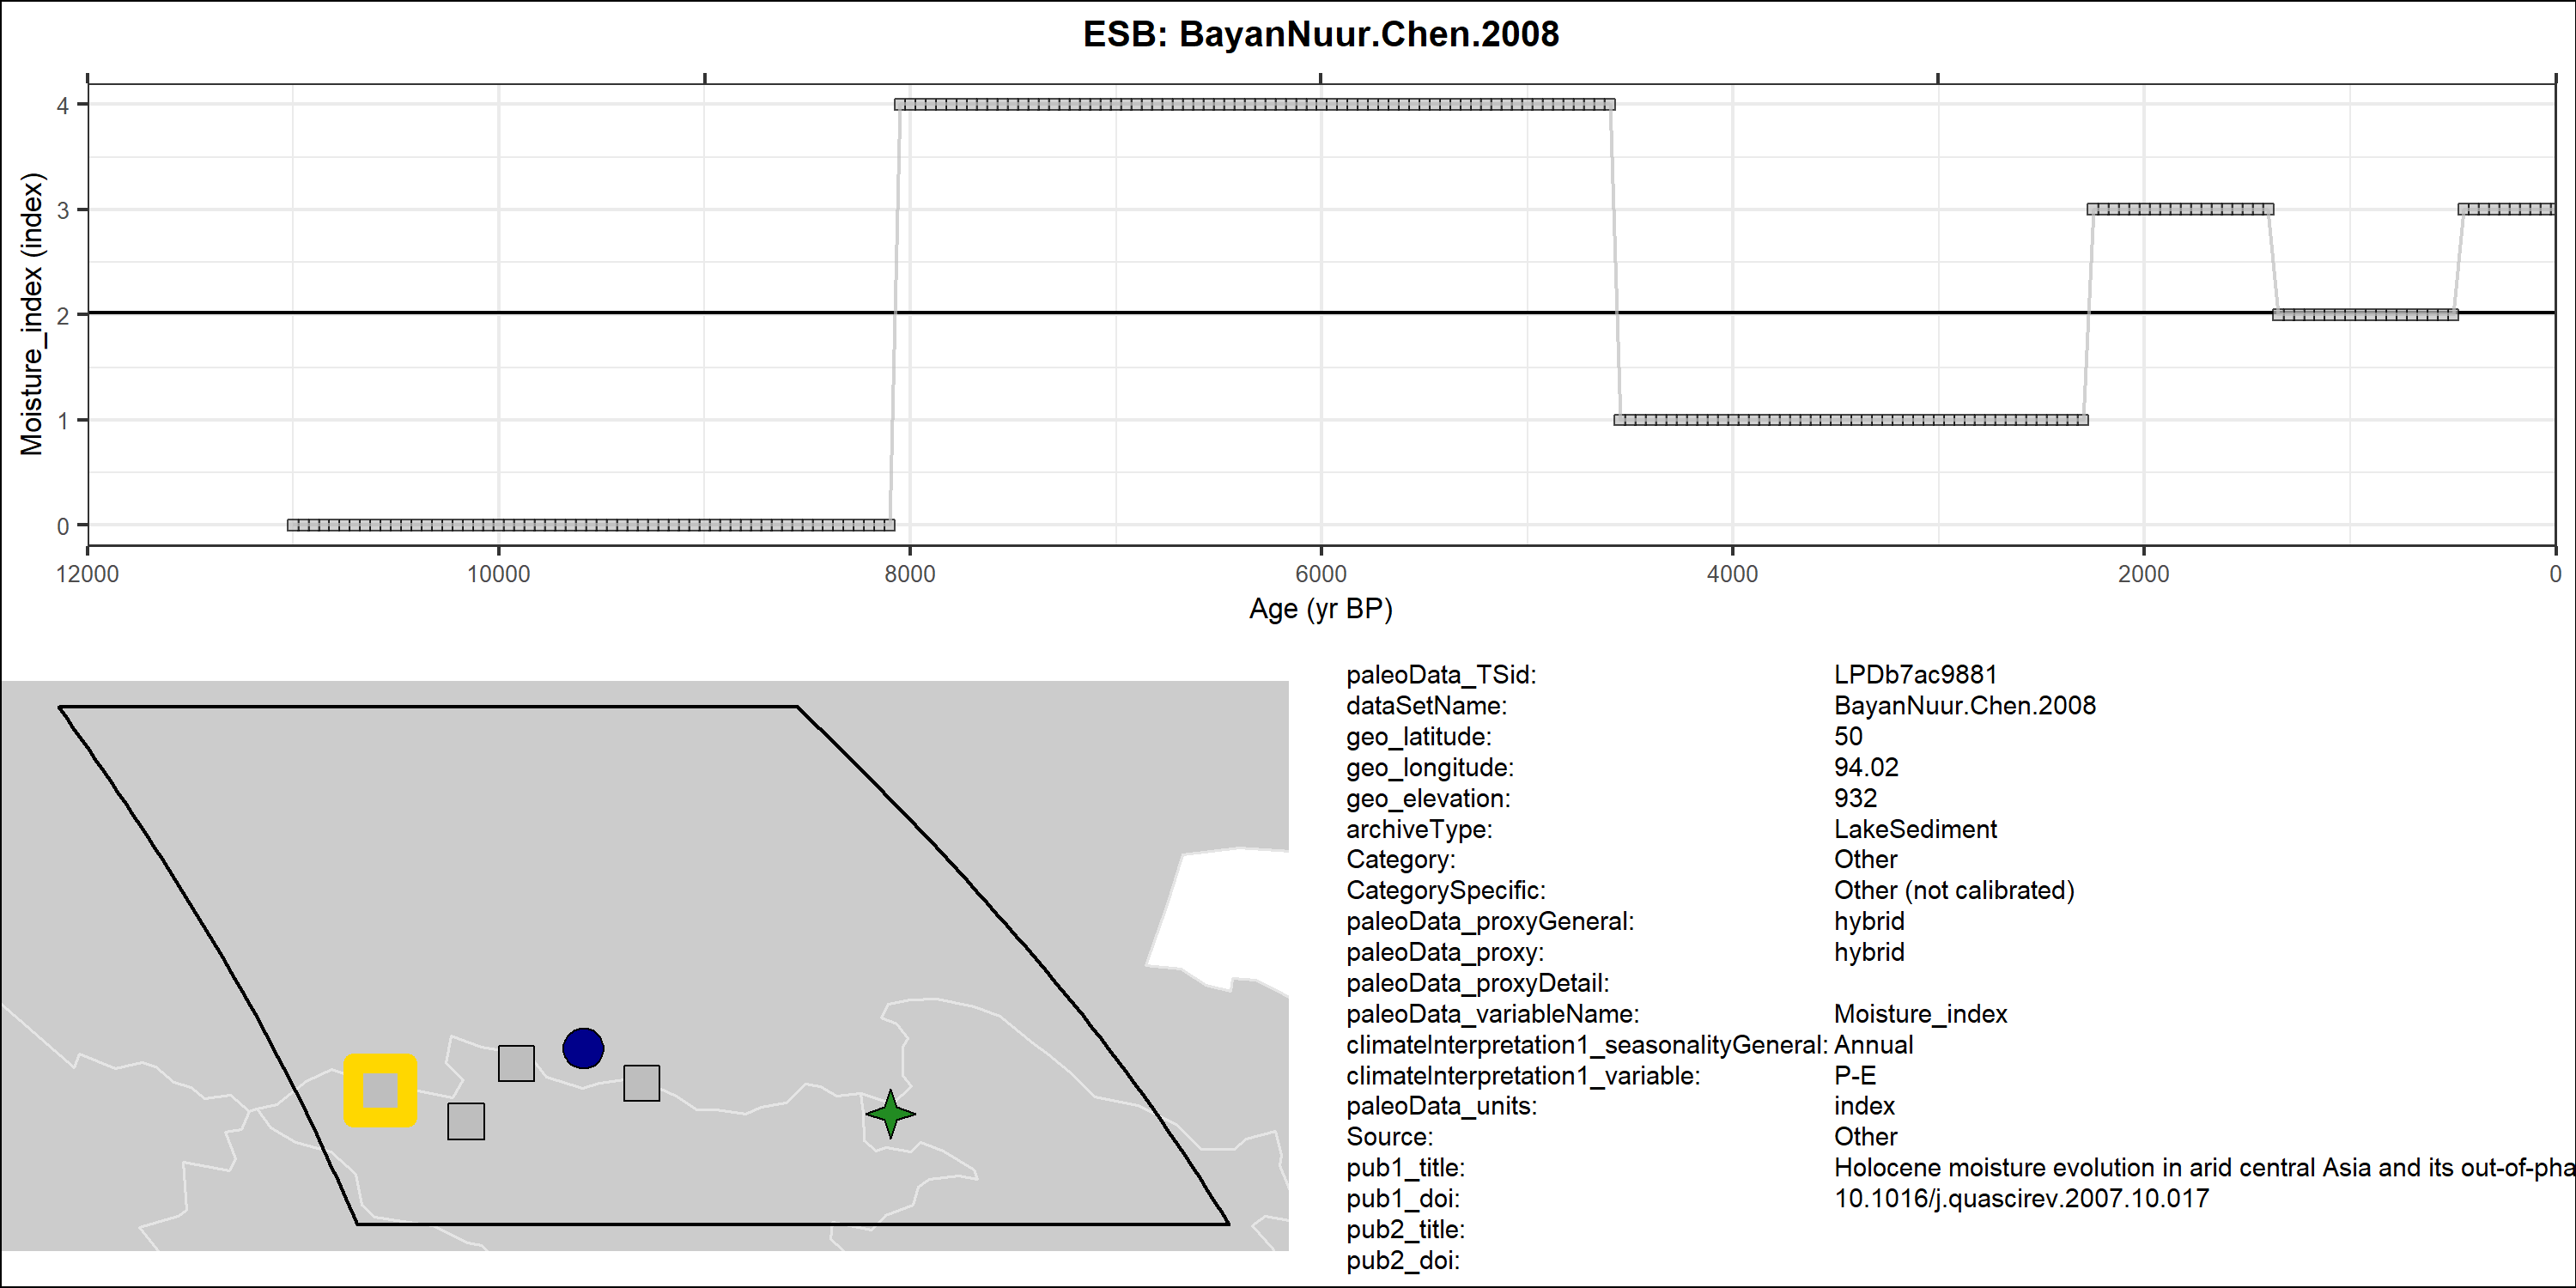 ESB: BayanNuur.Chen.2008
Moisture_index (index)
4
3
2
1
0
12000 10000 8000 6000 4000 2000 0
Age (yr BP)
paleoData_TSid: LPDb7ac9881
dataSetName: BayanNuur.Chen.2008
geo_latitude: 50
geo_longitude: 94.02
geo_elevation: 932
archiveType: LakeSediment
Category: Other
CategorySpecific: Other (not calibrated)
paleoData_proxyGeneral: hybrid
paleoData_proxy: hybrid
paleoData_proxyDetail:
paleoData_variableName: Moisture_index
climateInterpretation1_seasonalityGeneral: Annual
climateInterpretation1_variable: P-E
paleoData_units: index
Source: Other
pub1_title: Holocene moisture evolution in arid central Asia and its out-of-pha
pub1_doi: 10.1016/j.quascirev.2007.10.017
pub2_title:
pub2_doi: